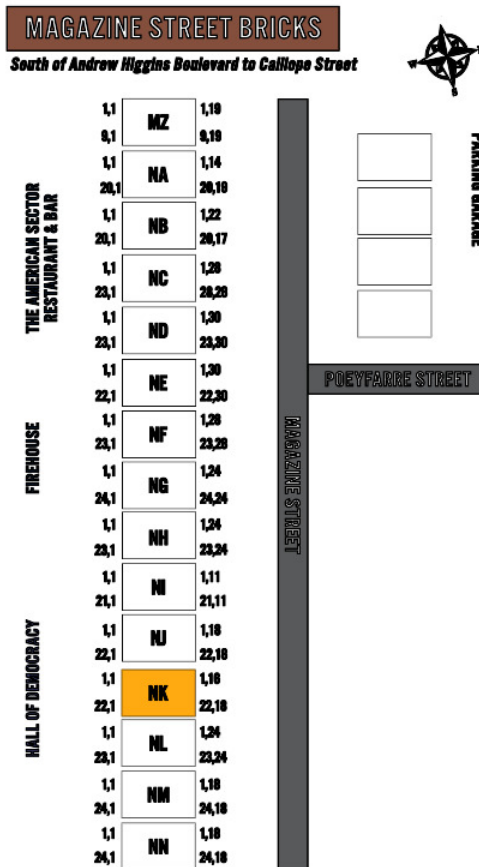 MAGAZINE STREET BRICKS
South of Andrew Higgins Boulevard to Calliope Street
N
W
S
1,1 MZ 1,19
9,1 9,19
1,1 NA 1,14
20,1 20,18
1,1 NB 1,22
20,1 20,17
1,1 NC 1,28
23,1 28,28
1,1 ND 1,30
23,1 23,30
1,1 NE 1,30
22,1 22,30
1,1 NF 1,28
23,1 23,28
1,1 NG 1,24
24,1 24,24
1,1 NH 1,24
23,1 23,24
1,1 NI 1,11
21,1 21,11
1,1 NJ 1,18
22,1 22,18
1,1 NK 1,16
22,1 22,18
1,1 NL 1,24
23,1 23,24
1,1 NM 1,18
24,1 24,18
1,1 NN 1,18
24,1 24,18
THE AMERICAN SECTOR
RESTAURANT & BAR
FIREHOUSE
HALL OF DEMOCRACY
MAGAZINE STREET
POEYFARRE STREET
PARKING GARAGE